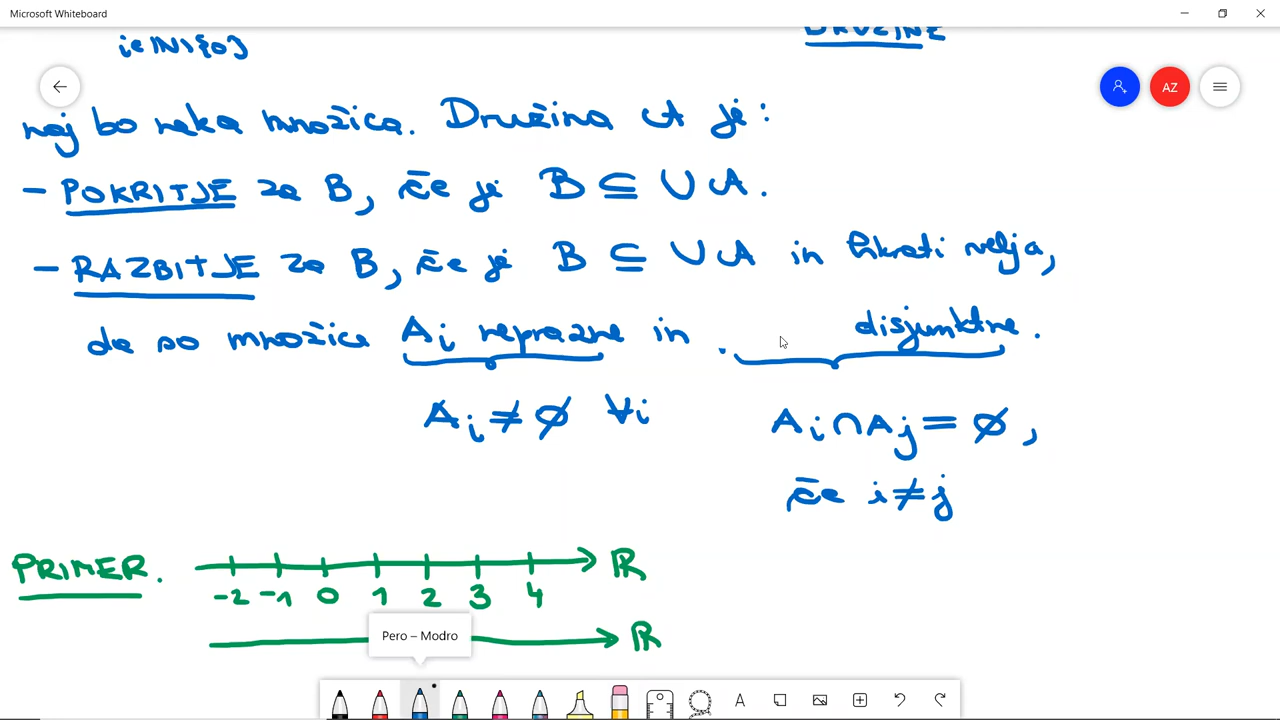 Microsoft Whiteboard
i∈ℕ\{0}
DRUŽINE
AZ
naj bo neka množica. Družina A je:
- POKRITJE za B, če je B ⊆ ∪A.
- RAZBITJE za B, če je B ⊆ ∪A in hkrati velja,
da so množice Ai neprazne in . disjunktne.
Ai ≠ ∅ ∀i
Ai ∩ Aj = ∅,
če i ≠ j
PRIMER.
ℝ
-2 -1 0 1 2 3 4
ℝ
Pero – Modro
A